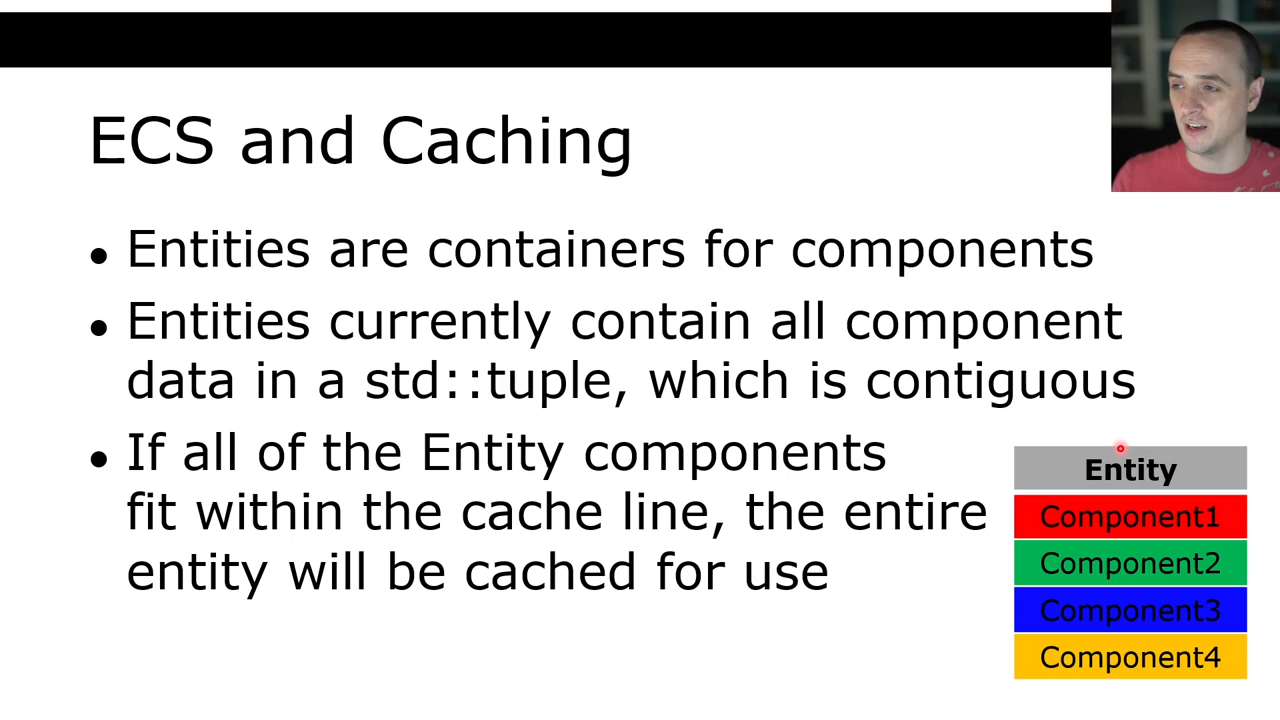 ECS and Caching
• Entities are containers for components
• Entities currently contain all component
data in a std::tuple, which is contiguous
• If all of the Entity components
fit within the cache line, the entire
entity will be cached for use
Entity
Component1
Component2
Component3
Component4